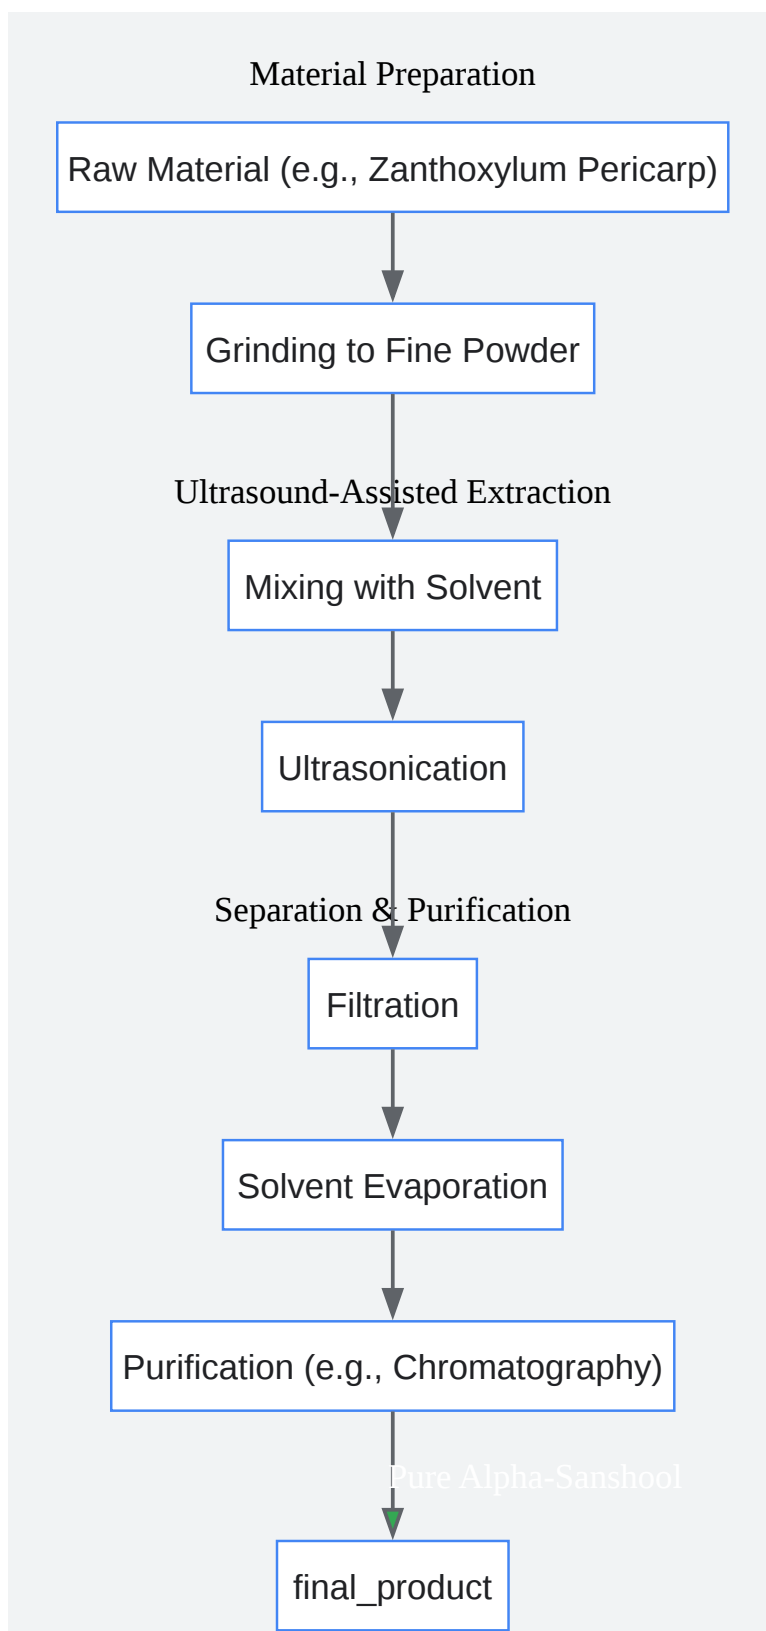 Material Preparation
Raw Material (e.g., Zanthoxylum Pericarp)
Grinding to Fine Powder
Ultrasound-Assisted Extraction
Mixing with Solvent
Ultrasonication
Separation & Purification
Filtration
Solvent Evaporation
Purification (e.g., Chromatography)
Pure Alpha-Sanshool
final_product